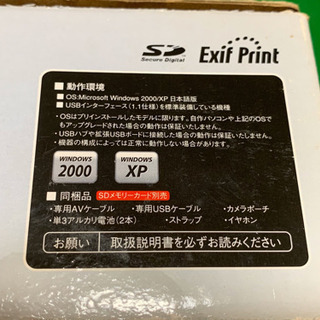 SD
Secure Digital
Exif Print
■ 動作環境
■OS:Microsoft Windows 2000/XP 日本語版
■USBインターフェース(1.1仕様)を標準装備している機種
・OSはプリインストールしたモデルに限ります。自作パソコンや上記のOSで
もアップグレードされた場合の動作は保証いたしません。
・USBハブや拡張USBボードに接続した場合の動作は保証いたしません。
・機器の構成によっては正常に動作しない場合がございます。
WINDOWS
2000
WINDOWS
XP
■ 同梱品 SDメモリーカード別売
・専用AVケーブル ・専用USBケーブル ・カメラポーチ
・単3アルカリ電池(2本) ・ストラップ ・イヤホン
お願い 取扱説明書を必ずお読みください